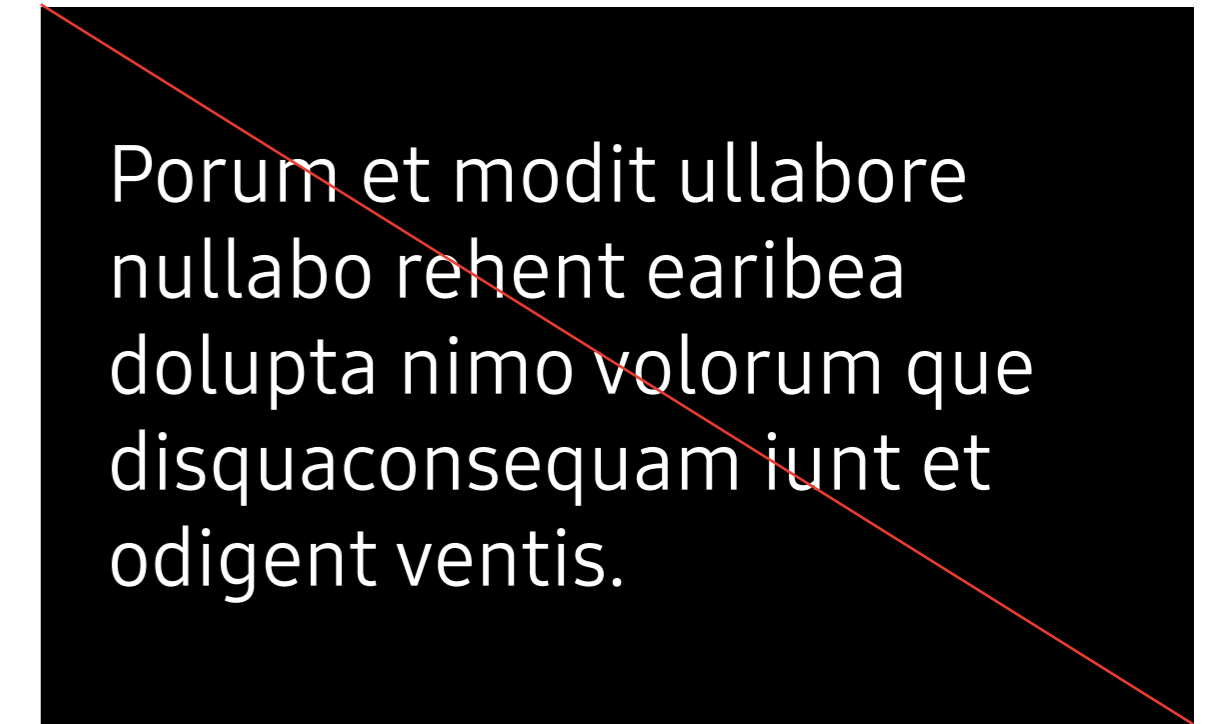 Porum et modit ullabore
nullabo rehent earibea
dolupta nimo volorum que
disquaconsequam iunt et
odigent ventis.